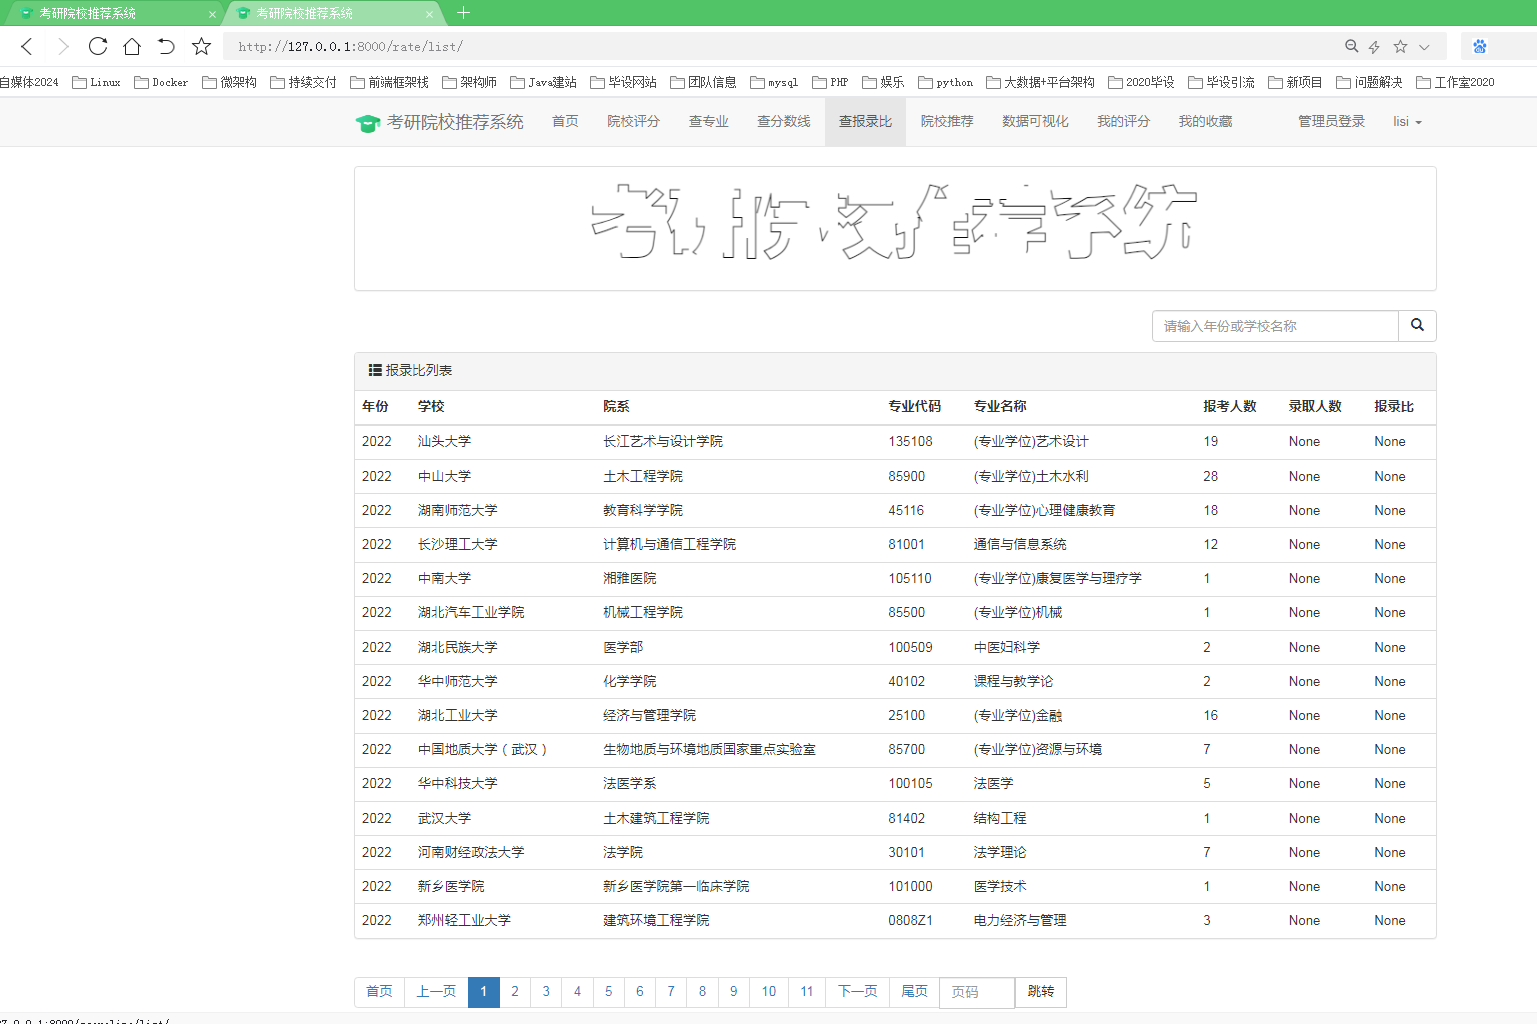 考研院校推荐系统 考研院校推荐系统
http://127.0.0.1:8000/rate/list/
自媒体2024 Linux Docker 微架构 持续交付 前端框架栈 架构师 Java建站 毕设网站 团队信息 mysql PHP 娱乐 python 大数据+平台架构 2020毕设 毕设引流 新项目 问题解决 工作室2020
考研院校推荐系统 首页 院校评分 查专业 查分数线 查报录比 院校推荐 数据可视化 我的评分 我的收藏 管理员登录 lisi
考研院校推荐系统
请输入年份或学校名称
报录比列表
年份 学校 院系 专业代码 专业名称 报考人数 录取人数 报录比
2022 汕头大学 长江艺术与设计学院 135108 (专业学位)艺术设计 19 None None
2022 中山大学 土木工程学院 85900 (专业学位)土木水利 28 None None
2022 湖南师范大学 教育科学学院 45116 (专业学位)心理健康教育 18 None None
2022 长沙理工大学 计算机与通信工程学院 81001 通信与信息系统 12 None None
2022 中南大学 湘雅医院 105110 (专业学位)康复医学与理疗学 1 None None
2022 湖北汽车工业学院 机械工程学院 85500 (专业学位)机械 1 None None
2022 湖北民族大学 医学部 100509 中医妇科学 2 None None
2022 华中师范大学 化学学院 40102 课程与教学论 2 None None
2022 湖北工业大学 经济与管理学院 25100 (专业学位)金融 16 None None
2022 中国地质大学（武汉） 生物地质与环境地质国家重点实验室 85700 (专业学位)资源与环境 7 None None
2022 华中科技大学 法医学系 100105 法医学 5 None None
2022 武汉大学 土木建筑工程学院 81402 结构工程 1 None None
2022 河南财经政法大学 法学院 30101 法学理论 7 None None
2022 新乡医学院 新乡医学院第一临床学院 101000 医学技术 1 None None
2022 郑州轻工业大学 建筑环境工程学院 0808Z1 电力经济与管理 3 None None
首页 上一页 1 2 3 4 5 6 7 8 9 10 11 下一页 尾页 页码 跳转